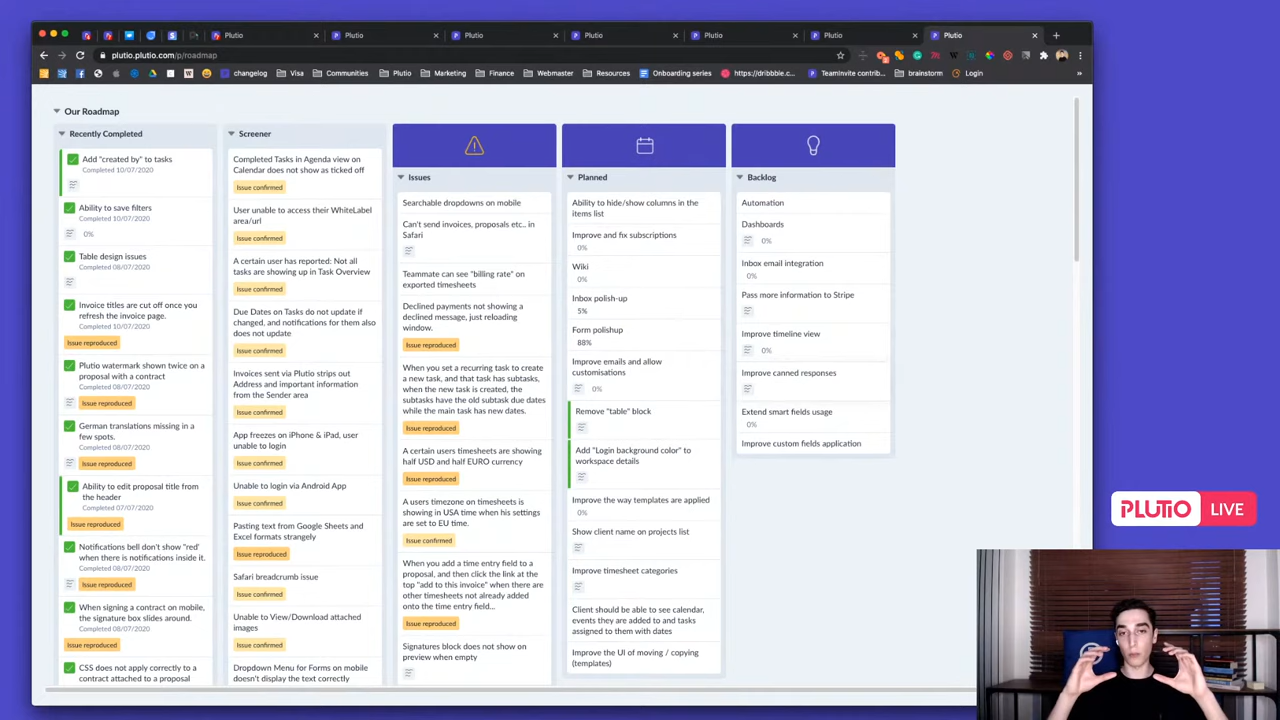 Plutio
Plutio
Plutio
Plutio
Plutio
Plutio
Plutio
plutio.plutio.com/p/roadmap
changelog
Visa
Communities
Plutio
Marketing
Finance
Webmaster
Resources
Onboarding series
https://dribbble.c...
TeamInvite contrib...
brainstorm
Login
Our Roadmap
Recently Completed
Add "created by" to tasks
Completed 10/07/2020
Ability to save filters
Completed 10/07/2020
0%
Table design issues
Completed 08/07/2020
Invoice titles are cut off once you
refresh the invoice page.
Completed 10/07/2020
Issue reproduced
Plutio watermark shown twice on a
proposal with a contract
Completed 08/07/2020
Issue reproduced
German translations missing in a
few spots.
Completed 08/07/2020
Issue reproduced
Ability to edit proposal title from
the header
Completed 07/07/2020
Issue reproduced
Notifications bell don't show "red'
when there is notifications inside it.
Completed 08/07/2020
Issue reproduced
When signing a contract on mobile,
the signature box slides around.
Completed 08/07/2020
Issue reproduced
CSS does not apply correctly to a
contract attached to a proposal
Screener
Completed Tasks in Agenda view on
Calendar does not show as ticked off
Issue confirmed
User unable to access their WhiteLabel
area/url
Issue confirmed
A certain user has reported: Not all
tasks are showing up in Task Overview
Issue confirmed
Due Dates on Tasks do not update if
changed, and notifications for them also
does not update
Issue confirmed
Invoices sent via Plutio strips out
Address and important information
from the Sender area
Issue confirmed
App freezes on iPhone & iPad, user
unable to login
Issue confirmed
Unable to login via Android App
Issue confirmed
Pasting text from Google Sheets and
Excel formats strangely
Issue reproduced
Safari breadcrumb issue
Issue confirmed
Unable to View/Download attached
images
Issue confirmed
Dropdown Menu for Forms on mobile
doesn't display the text correctly
Issues
Searchable dropdowns on mobile
Can't send invoices, proposals etc.. in
Safari
Teammate can see "billing rate" on
exported timesheets
Declined payments not showing a
declined message, just reloading
window.
Issue reproduced
When you set a recurring task to create
a new task, and that task has subtasks,
when the new task is created, the
subtasks have the old subtask due dates
while the main task has new dates.
Issue reproduced
A certain users timesheets are showing
half USD and half EURO currency
Issue reproduced
A users timezone on timesheets is
showing in USA time when his settings
are set to EU time.
Issue confirmed
When you add a time entry field to a
proposal, and then click the link at the
top "add to this invoice" when there are
other timesheets not already added
onto the time entry field...
Issue reproduced
Signatures block does not show on
preview when empty
Planned
Ability to hide/show columns in the
items list
Improve and fix subscriptions
0%
Wiki
0%
Inbox polish-up
5%
Form polishup
88%
Improve emails and allow
customisations
0%
Remove "table" block
Add "Login background color" to
workspace details
Improve the way templates are applied
0%
Show client name on projects list
Improve timesheet categories
Client should be able to see calendar,
events they are added to and tasks
assigned to them with dates
Improve the UI of moving / copying
(templates)
Backlog
Automation
Dashboards
0%
Inbox email integration
0%
Pass more information to Stripe
Improve timeline view
0%
Improve canned responses
Extend smart fields usage
0%
Improve custom fields application
PLUTIO LIVE